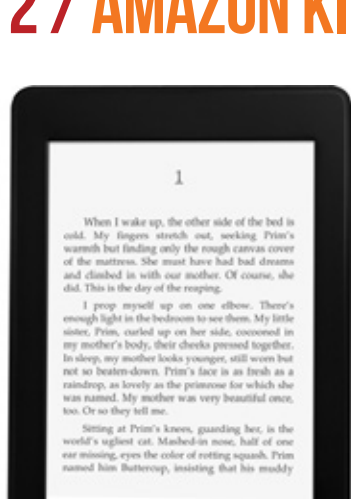 27 AMAZON KI
1
When I wake up, the other side of the bed is
cold. My fingers stretch out, seeking Prim's
warmth but finding only the rough canvas cover
of the mattress. She must have had bad dreams
and climbed in with our mother. Of course, she
did. This is the day of the reaping.
I prop myself up on one elbow. There's
enough light in the bedroom to see them. My little
sister, Prim, curled up on her side, cocooned in
my mother's body, their cheeks pressed together.
In sleep, my mother looks younger, still worn but
not so beaten-down. Prim's face is as fresh as a
raindrop, as lovely as the primrose for which she
was named. My mother was very beautiful once,
too. Or so they tell me.
Sitting at Prim's knees, guarding her, is the
world's ugliest cat. Mashed-in nose, half of one
ear missing, eyes the color of rotting squash. Prim
named him Buttercup, insisting that his muddy